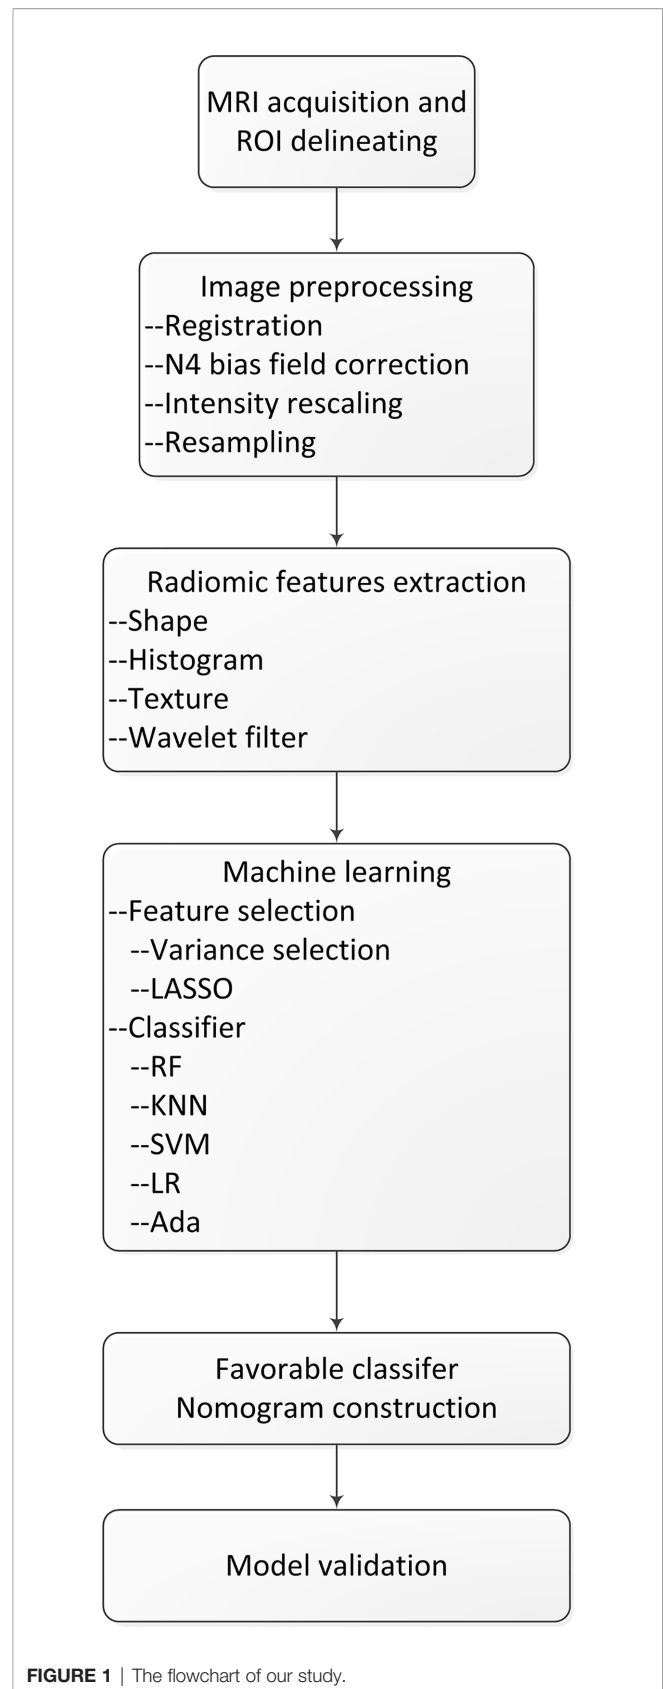 MRI acquisition and
ROI delineating
Image preprocessing
--Registration
--N4 bias field correction
--Intensity rescaling
--Resampling
Radiomic features extraction
--Shape
--Histogram
--Texture
--Wavelet filter
Machine learning
--Feature selection
--Variance selection
--LASSO
--Classifier
--RF
--KNN
--SVM
--LR
--Ada
Favorable classifer
Nomogram construction
Model validation
FIGURE 1 | The flowchart of our study.